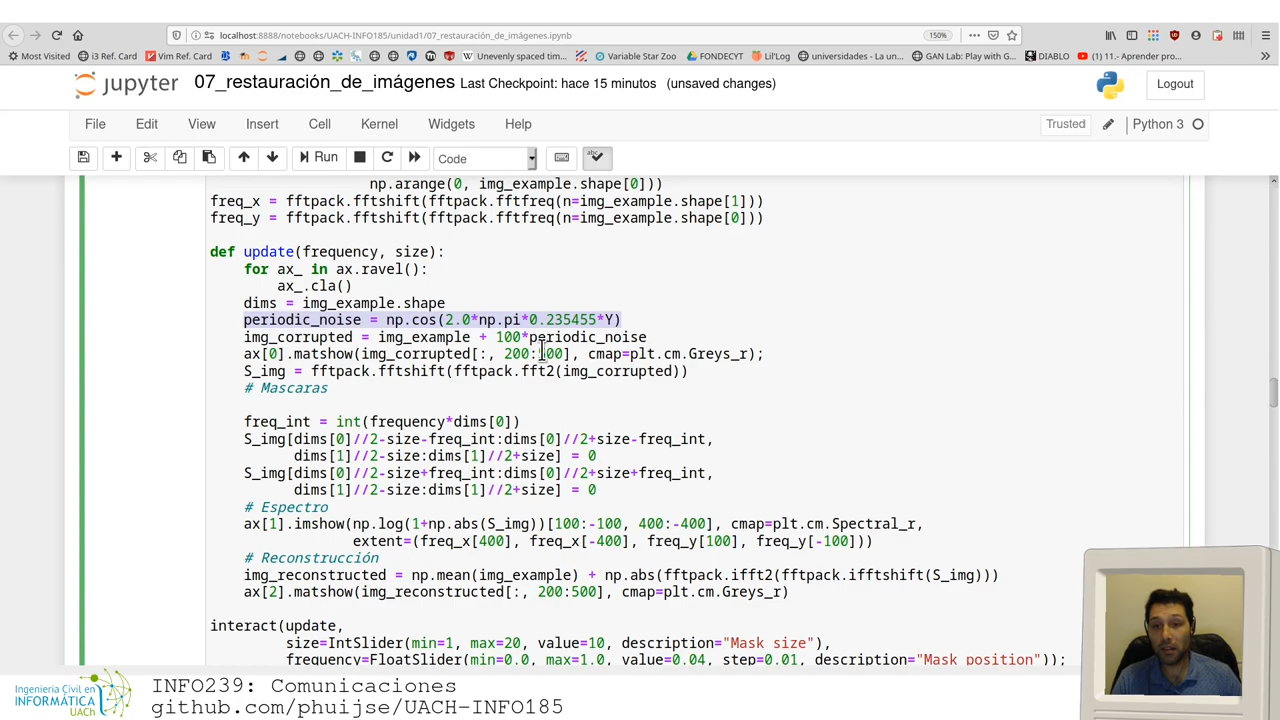 localhost:8888/notebooks/UACH-INFO185/unidad1/07_restauración_de_imágenes.ipynb
150%
Most Visited i3 Ref. Card Vim Ref. Card Unevenly spaced tim... Variable Star Zoo FONDECYT Lil'Log universidades - La un... GAN Lab: Play with G... DIABLO (1) 11.- Aprender pro...
jupyter 07_restauración_de_imágenes Last Checkpoint: hace 15 minutos (unsaved changes) Logout
File Edit View Insert Cell Kernel Widgets Help Trusted Python 3
Run Code
np.arange(0, img_example.shape[0]))
freq_x = fftpack.fftshift(fftpack.fftfreq(n=img_example.shape[1]))
freq_y = fftpack.fftshift(fftpack.fftfreq(n=img_example.shape[0]))
def update(frequency, size):
for ax_ in ax.ravel():
ax_.cla()
dims = img_example.shape
periodic_noise = np.cos(2.0*np.pi*0.235455*Y)
img_corrupted = img_example + 100*periodic_noise
ax[0].matshow(img_corrupted[:, 200:500], cmap=plt.cm.Greys_r);
S_img = fftpack.fftshift(fftpack.fft2(img_corrupted))
# Mascaras
freq_int = int(frequency*dims[0])
S_img[dims[0]//2-size-freq_int:dims[0]//2+size-freq_int,
dims[1]//2-size:dims[1]//2+size] = 0
S_img[dims[0]//2-size+freq_int:dims[0]//2+size+freq_int,
dims[1]//2-size:dims[1]//2+size] = 0
# Espectro
ax[1].imshow(np.log(1+np.abs(S_img))[100:-100, 400:-400], cmap=plt.cm.Spectral_r,
extent=(freq_x[400], freq_x[-400], freq_y[100], freq_y[-100]))
# Reconstrucción
img_reconstructed = np.mean(img_example) + np.abs(fftpack.ifft2(fftpack.ifftshift(S_img)))
ax[2].matshow(img_reconstructed[:, 200:500], cmap=plt.cm.Greys_r)
interact(update,
size=IntSlider(min=1, max=20, value=10, description="Mask size"),
frequency=FloatSlider(min=0.0, max=1.0, value=0.04, step=0.01, description="Mask position"));
Ingeniería Civil en
INFORMÁTICA
UACh
INFO239: Comunicaciones
github.com/phuijse/UACH-INFO185